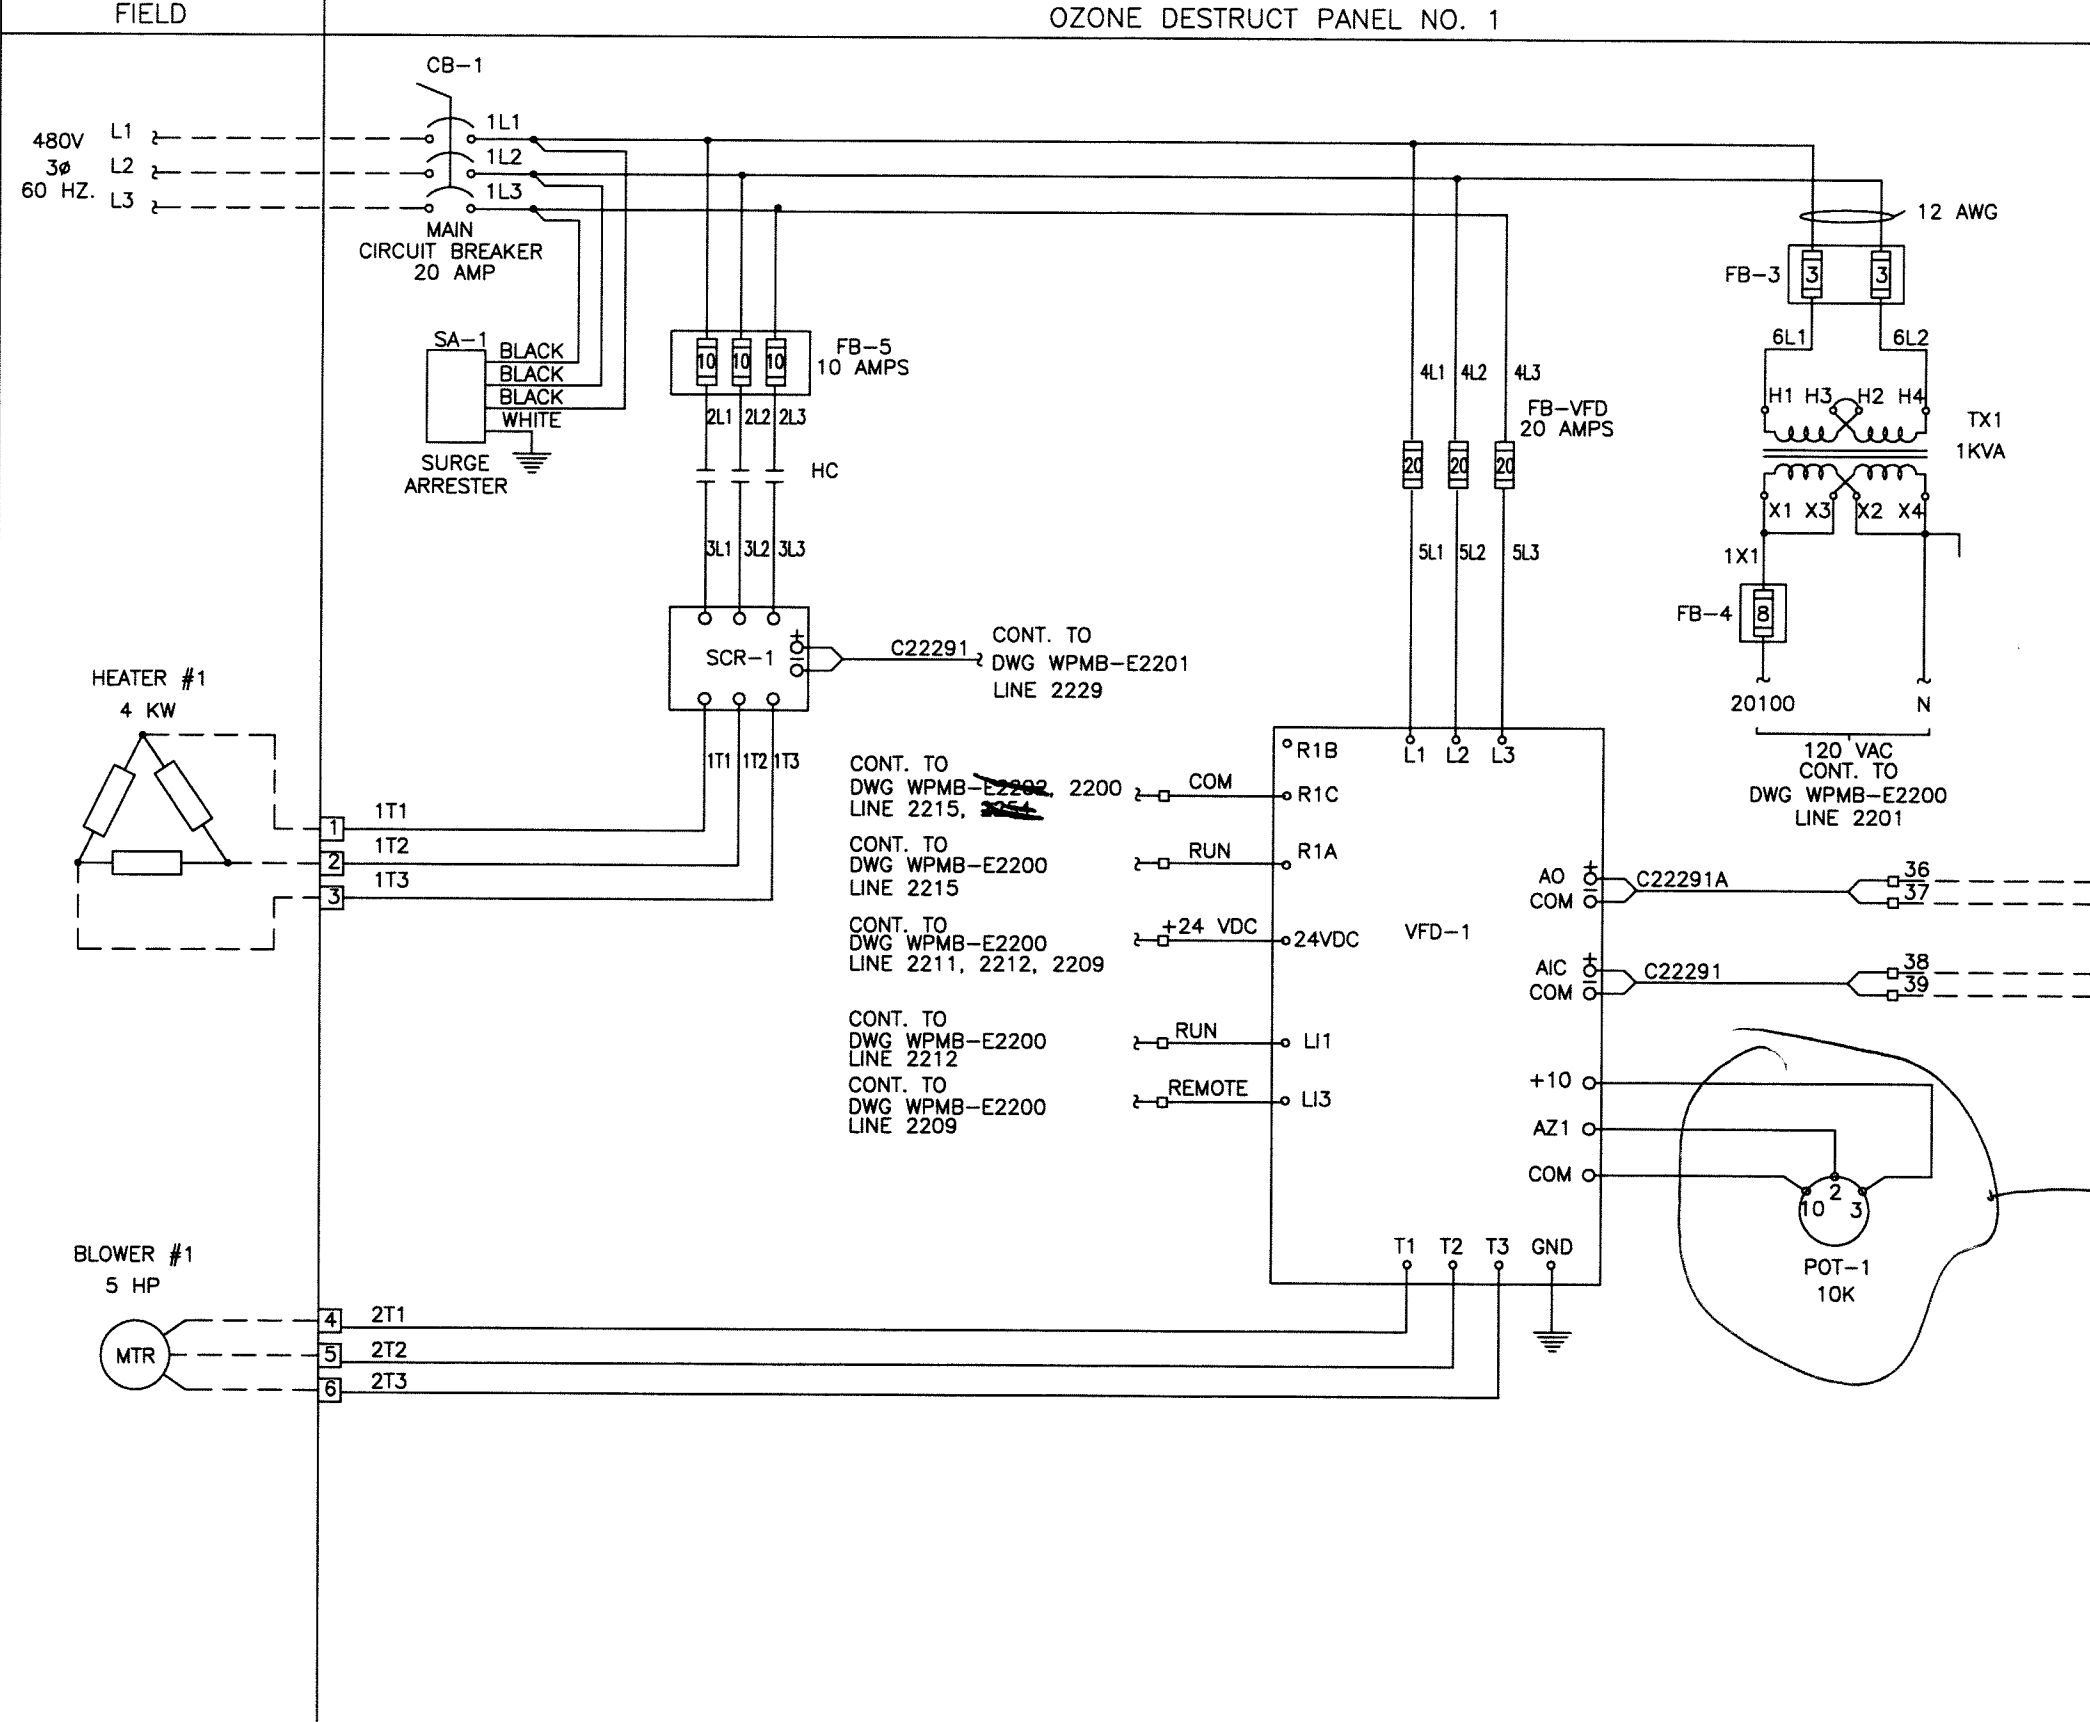 FIELD
OZONE DESTRUCT PANEL NO. 1
CB-1
480V
3ø
60 HZ.
L1
L2
L3
1L1
1L2
1L3
MAIN
CIRCUIT BREAKER
20 AMP
12 AWG
FB-3
3
3
6L1
6L2
SA-1
BLACK
BLACK
BLACK
WHITE
SURGE
ARRESTER
10
10
10
FB-5
10 AMPS
2L1
2L2
2L3
HC
3L1
3L2
3L3
4L1
4L2
4L3
FB-VFD
20 AMPS
20
20
20
5L1
5L2
5L3
H1 H3 H2 H4
TX1
1KVA
X1 X3 X2 X4
1X1
FB-4
8
20100
N
120 VAC
CONT. TO
DWG WPMB-E2200
LINE 2201
SCR-1
+
-
C22291
CONT. TO
DWG WPMB-E2201
LINE 2229
HEATER #1
4 KW
1T1
1T2
1T3
1
1T1
2
1T2
3
1T3
CONT. TO
DWG WPMB-E2202, 2200
LINE 2215,
COM
CONT. TO
DWG WPMB-E2200
LINE 2215
RUN
CONT. TO
DWG WPMB-E2200
LINE 2211, 2212, 2209
+24 VDC
CONT. TO
DWG WPMB-E2200
LINE 2212
RUN
CONT. TO
DWG WPMB-E2200
LINE 2209
REMOTE
R1B
R1C
R1A
24VDC
LI1
LI3
L1
L2
L3
VFD-1
AO +
COM -
C22291A
36
37
AIC +
COM -
C22291
38
39
+10
AZ1
COM
10
2
3
POT-1
10K
T1
T2
T3
GND
BLOWER #1
5 HP
MTR
4
2T1
5
2T2
6
2T3